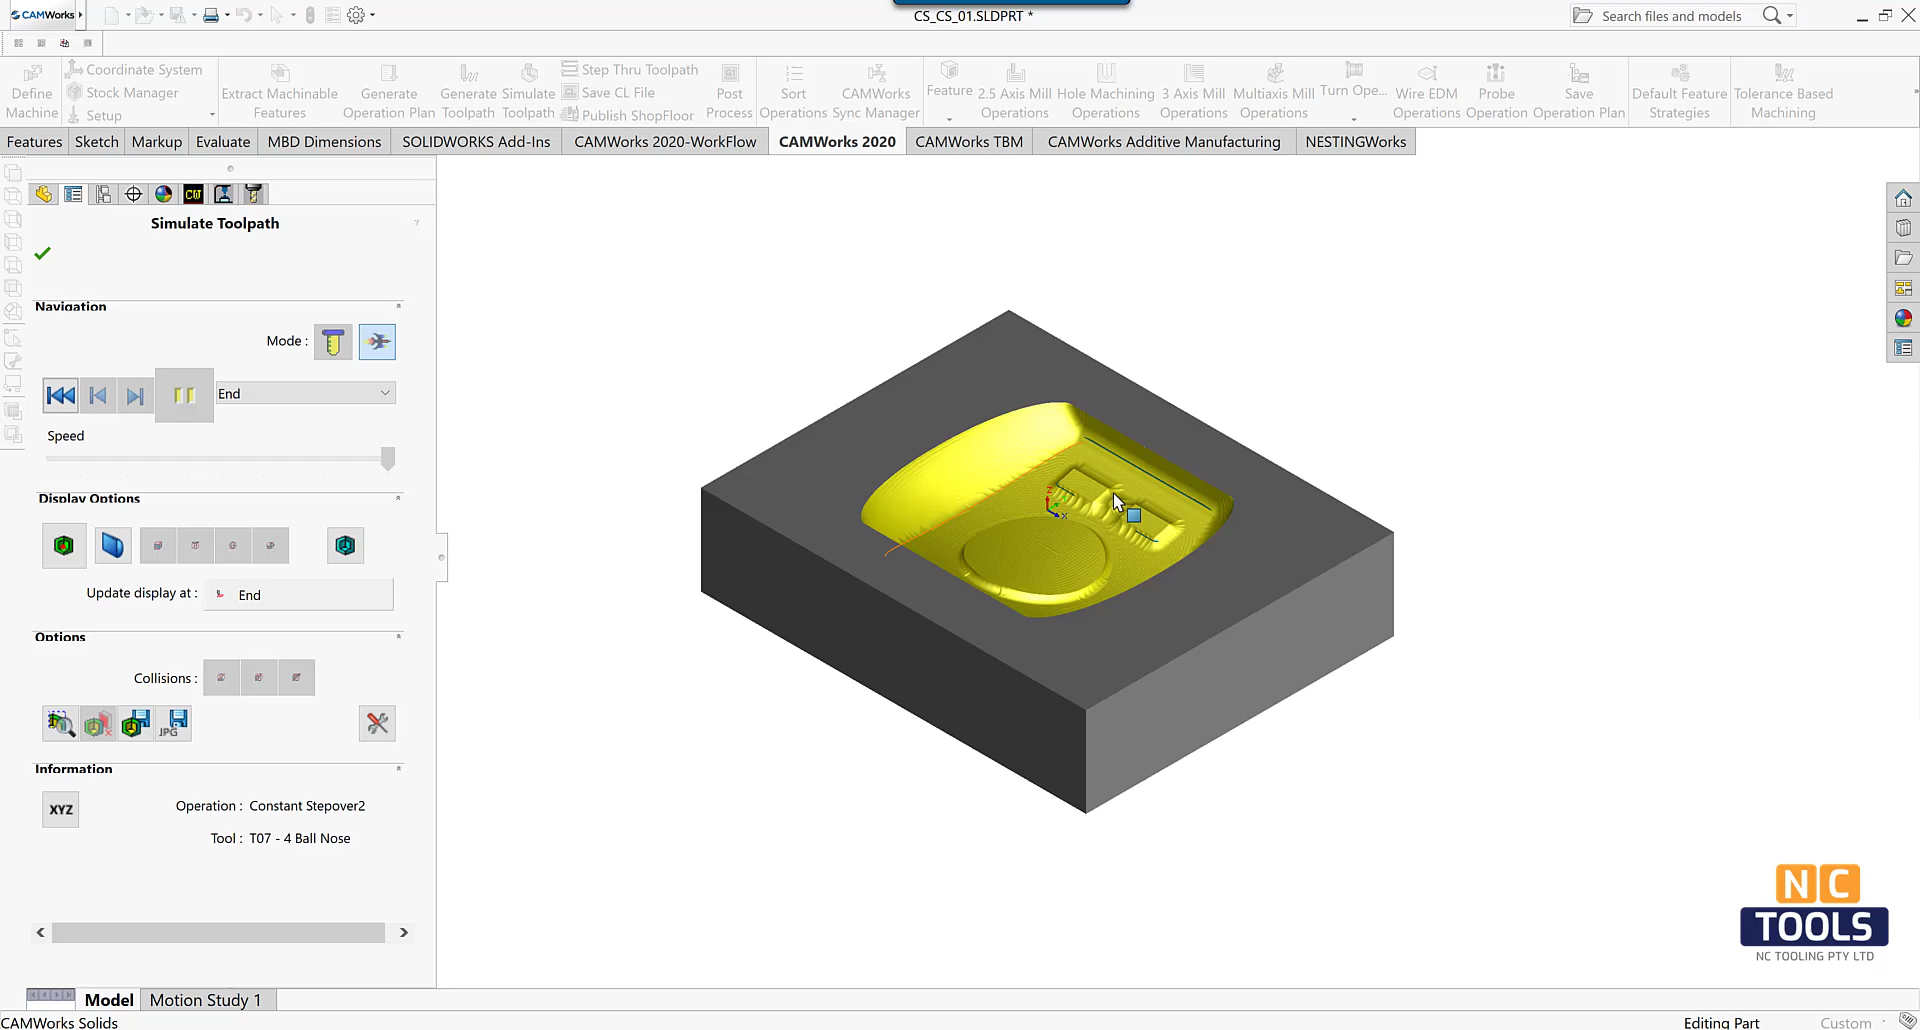 CAMWorks
CS_CS_01.SLDPRT *
Search files and models
Define Machine
Coordinate System
Stock Manager
Setup
Extract Machinable Features
Generate Operation Plan
Generate Toolpath
Simulate Toolpath
Step Thru Toolpath
Save CL File
Publish ShopFloor
Post Process
Sort Operations
CAMWorks Sync Manager
Feature
2.5 Axis Mill Operations
Hole Machining Operations
3 Axis Mill Operations
Multiaxis Mill Operations
Turn Ope...
Wire EDM Operations
Probe Operation
Save Operation Plan
Default Feature Strategies
Tolerance Based Machining
Features
Sketch
Markup
Evaluate
MBD Dimensions
SOLIDWORKS Add-Ins
CAMWorks 2020-WorkFlow
CAMWorks 2020
CAMWorks TBM
CAMWorks Additive Manufacturing
NESTINGWorks
CW
Simulate Toolpath
?
Navigation
Mode :
End
Speed
Display Options
Update display at :
End
Options
Collisions :
JPG
Information
XYZ
Operation : Constant Stepover2
Tool : T07 - 4 Ball Nose
Z
X
NC
TOOLS
NC TOOLING PTY LTD
Model
Motion Study 1
CAMWorks Solids
Editing Part
Custom